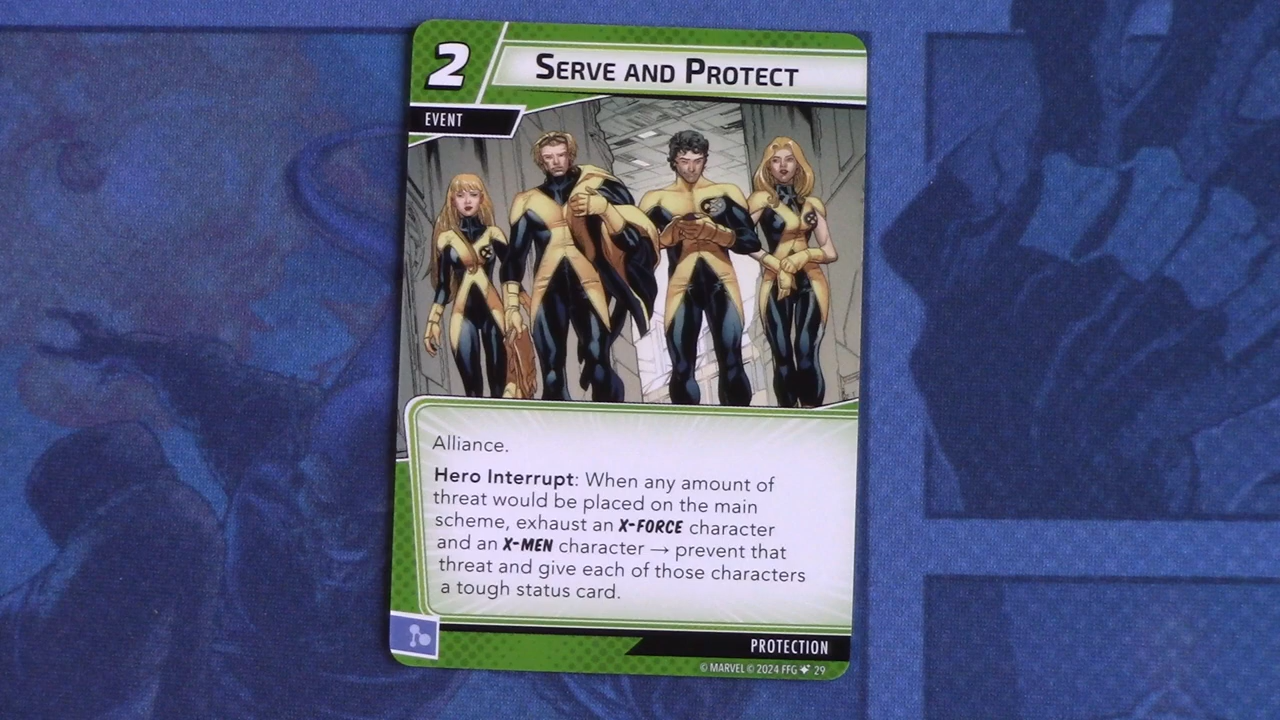 2
SERVE AND PROTECT
EVENT
Alliance.
Hero Interrupt: When any amount of
threat would be placed on the main
scheme, exhaust an X-FORCE character
and an X-MEN character → prevent that
threat and give each of those characters
a tough status card.
PROTECTION
© MARVEL © 2024 FFG 29